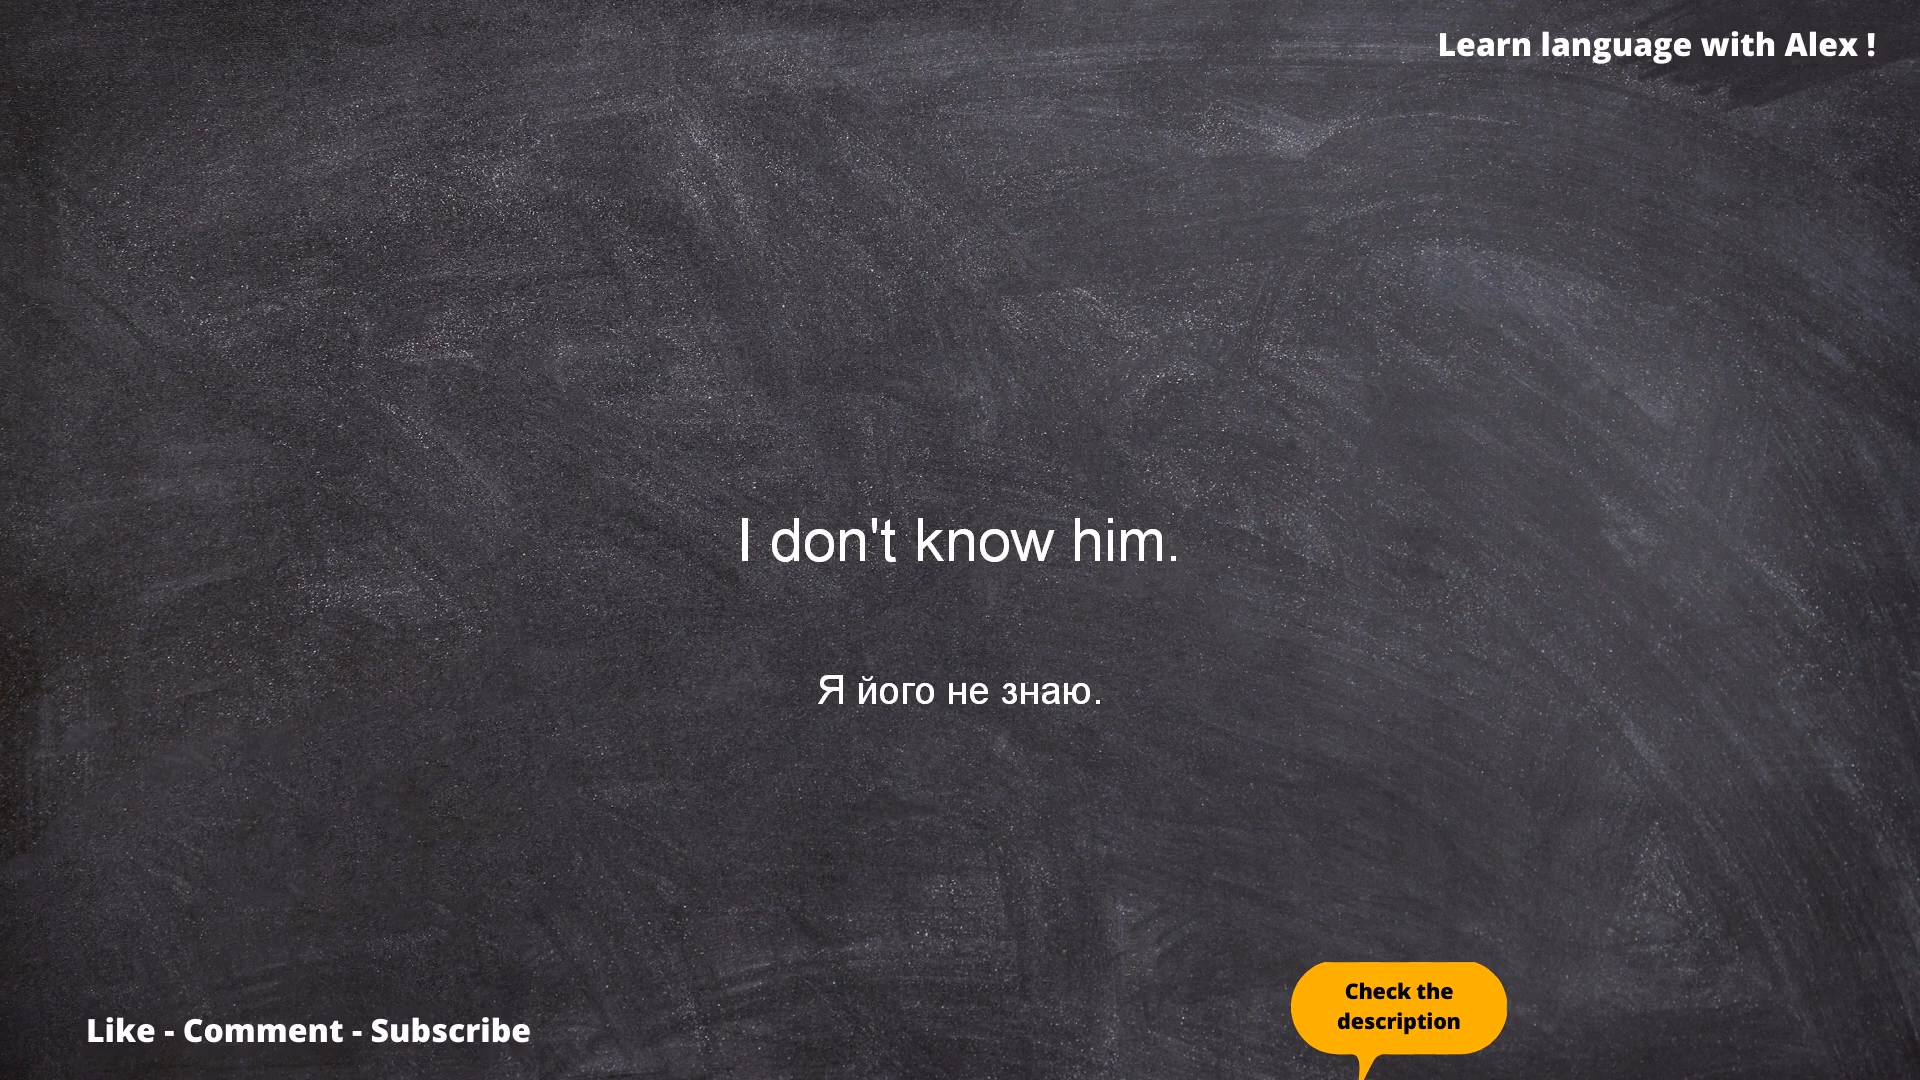 Learn language with Alex !
I don't know him.
Я його не знаю.
Check the
description
Like - Comment - Subscribe